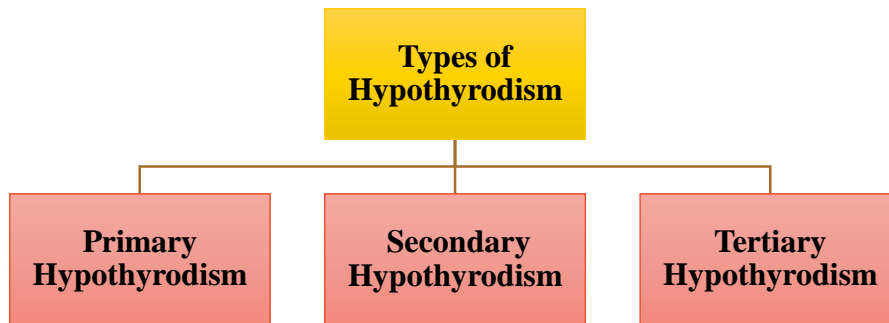 Types of
Hypothyrodism
Primary
Hypothyrodism
Secondary
Hypothyrodism
Tertiary
Hypothyrodism